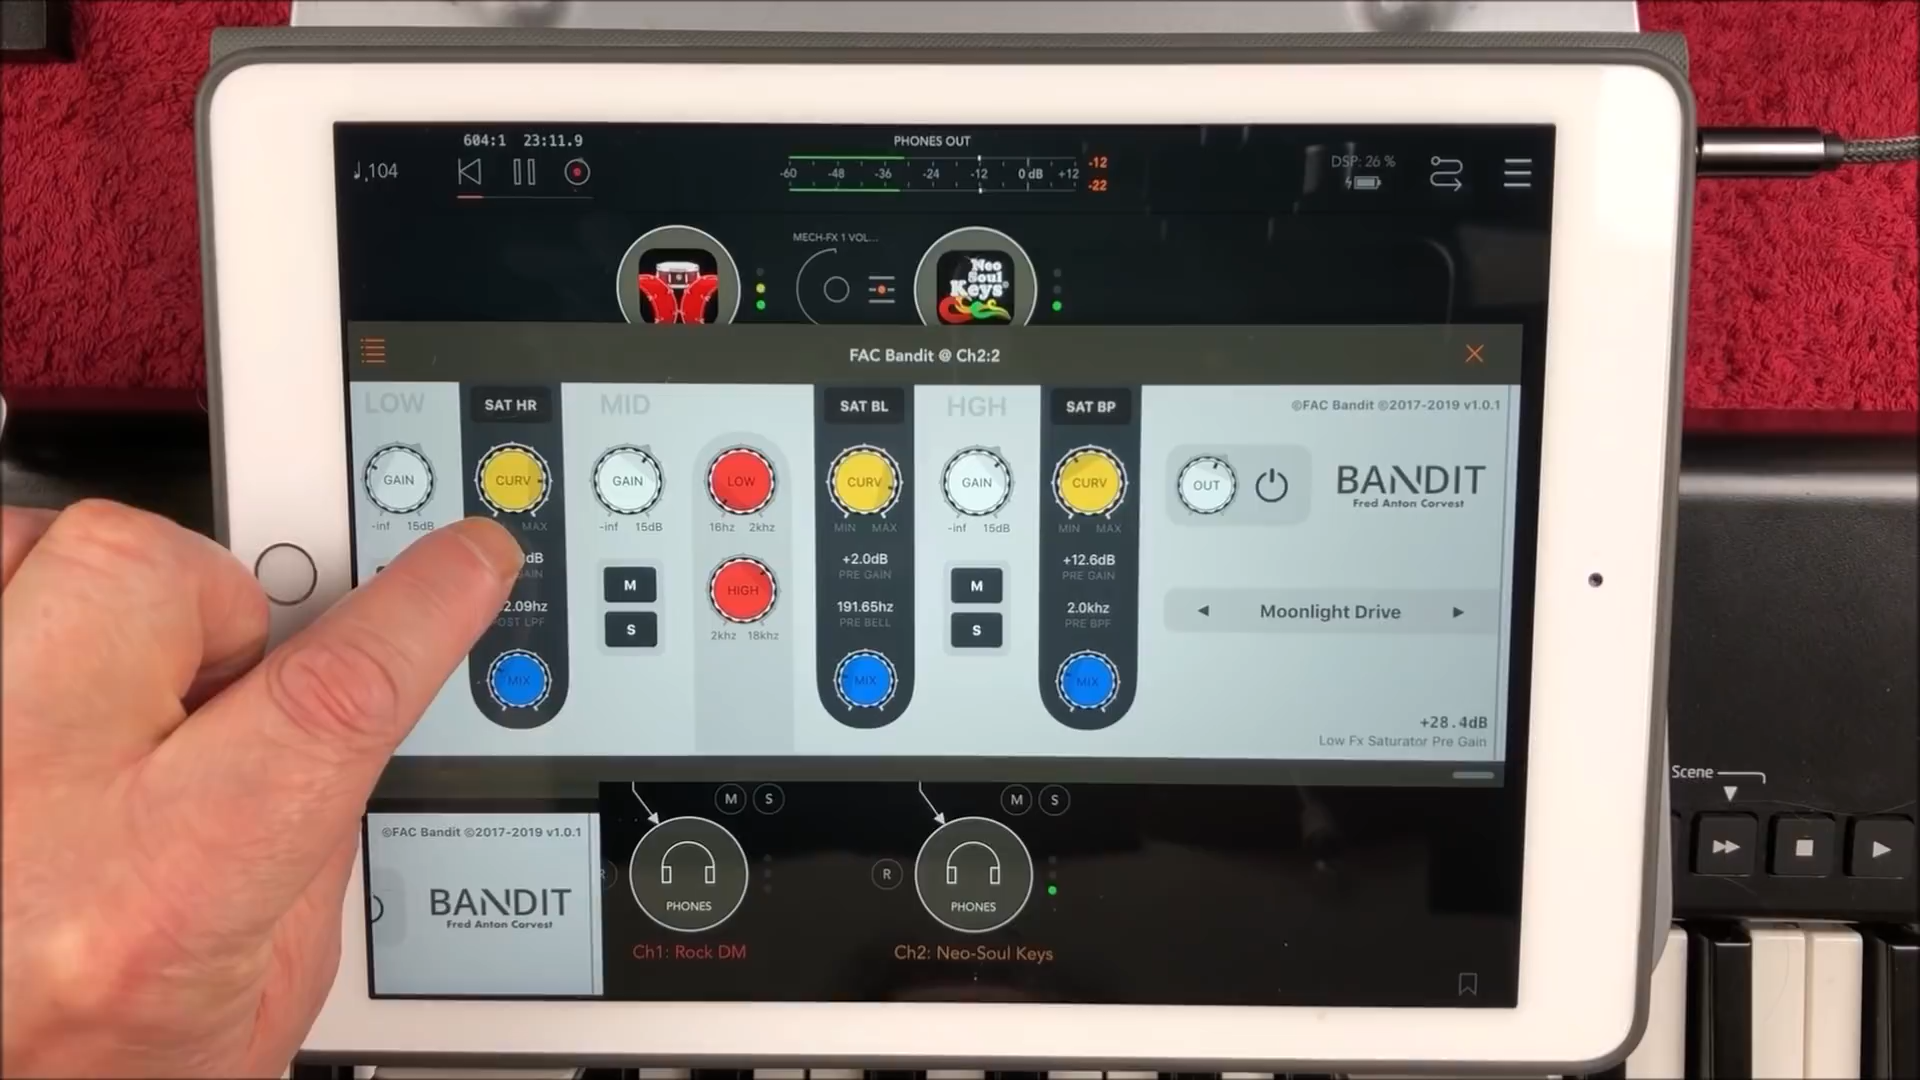 604:1 23:11.9
♩,104
PHONES OUT
-60 -48 -36 -24 -12 0 dB +12
-12
-22
DSP: 26 %
MECH-FX 1 VOL...
Neo
Soul
Keys
FAC Bandit @ Ch2:2
LOW
SAT HR
MID
SAT BL
HGH
SAT BP
©FAC Bandit ©2017-2019 v1.0.1
GAIN
-inf 15dB
CURV
MAX
GAIN
-inf 15dB
LOW
16hz 2khz
CURV
MIN MAX
GAIN
-inf 15dB
CURV
MIN MAX
OUT
BANDIT
Fred Anton Corvest
M
S
HIGH
2khz 18khz
+2.0dB
PRE GAIN
191.65hz
PRE BELL
M
S
+12.6dB
PRE GAIN
2.0khz
PRE BPF
Moonlight Drive
MIX
MIX
MIX
+28.4dB
Low Fx Saturator Pre Gain
M S
M S
©FAC Bandit ©2017-2019 v1.0.1
BANDIT
Fred Anton Corvest
PHONES
R
PHONES
Ch1: Rock DM
Ch2: Neo-Soul Keys
Scene